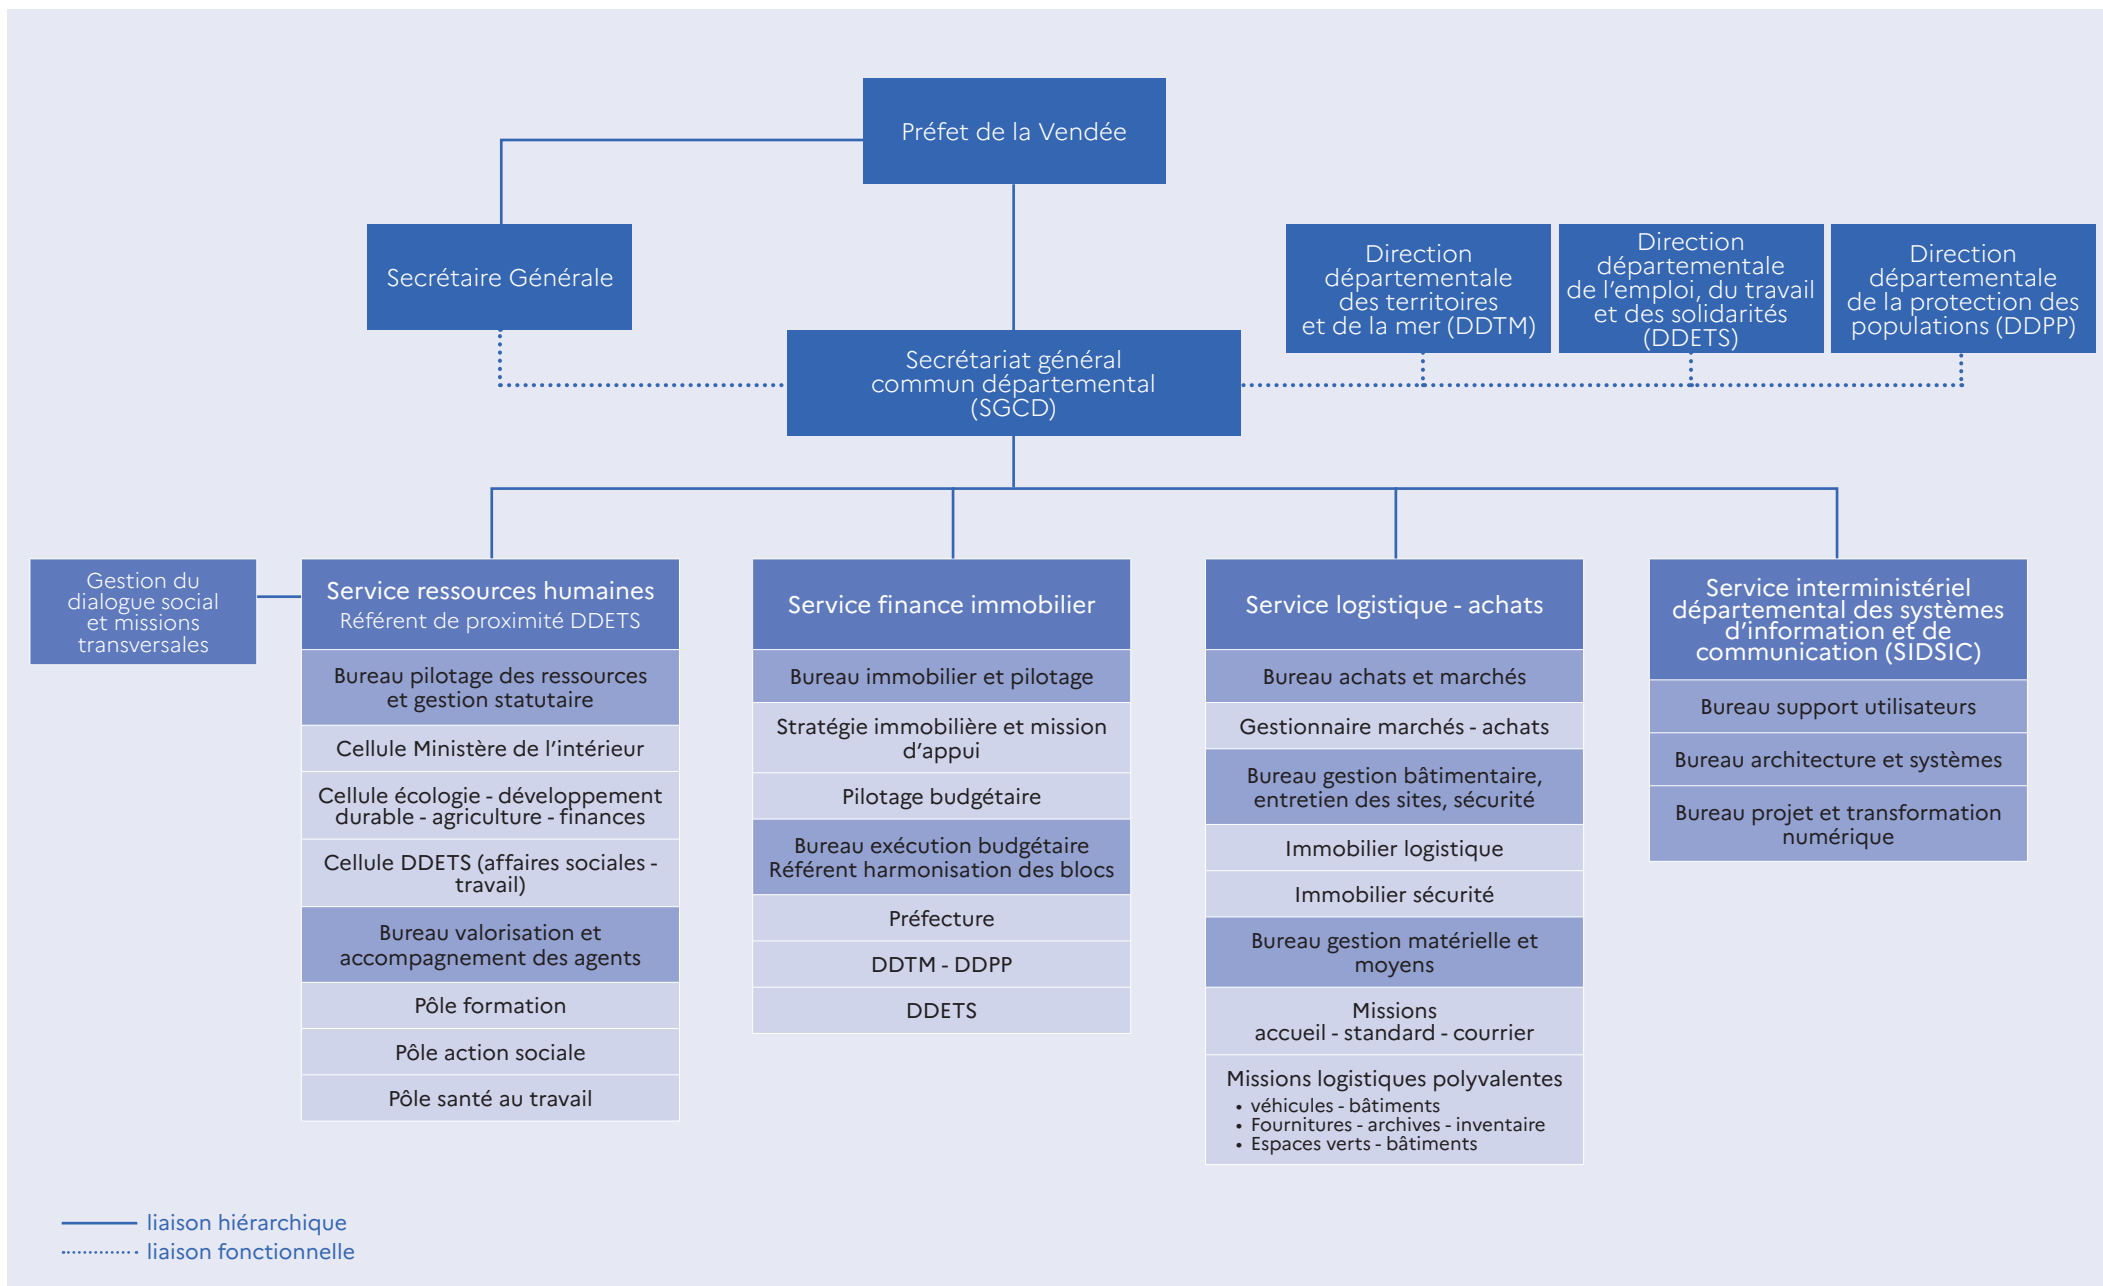 Préfet de la Vendée
Secrétaire Générale
Direction
départementale
des territoires
et de la mer (DDTM)
Direction
départementale
de l'emploi, du travail
et des solidarités
(DDETS)
Direction
départementale
de la protection des
populations (DDPP)
Secrétariat général
commun départemental
(SGCD)
Gestion du
dialogue social
et missions
transversales
Service ressources humaines
Référent de proximité DDETS
Bureau pilotage des ressources
et gestion statutaire
Cellule Ministère de l'intérieur
Cellule écologie - développement
durable - agriculture - finances
Cellule DDETS (affaires sociales -
travail)
Bureau valorisation et
accompagnement des agents
Pôle formation
Pôle action sociale
Pôle santé au travail
Service finance immobilier
Bureau immobilier et pilotage
Stratégie immobilière et mission
d'appui
Pilotage budgétaire
Bureau exécution budgétaire
Référent harmonisation des blocs
Préfecture
DDTM - DDPP
DDETS
Service logistique - achats
Bureau achats et marchés
Gestionnaire marchés - achats
Bureau gestion bâtimentaire,
entretien des sites, sécurité
Immobilier logistique
Immobilier sécurité
Bureau gestion matérielle et
moyens
Missions
accueil - standard - courrier
Missions logistiques polyvalentes
• véhicules - bâtiments
• Fournitures - archives - inventaire
• Espaces verts - bâtiments
Service interministériel
départemental des systèmes
d'information et de
communication (SIDSIC)
Bureau support utilisateurs
Bureau architecture et systèmes
Bureau projet et transformation
numérique
liaison hiérarchique
liaison fonctionnelle